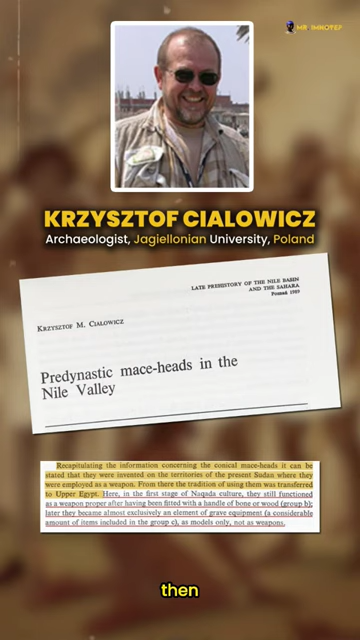 MR IMHOTEP
KRZYSZTOF CIALOWICZ
Archaeologist, Jagiellonian University, Poland
LATE PREHISTORY OF THE NILE BASIN
AND THE SAHARA
Poznań 1989
KRZYSZTOF M. CIAŁOWICZ
Predynastic mace-heads in the
Nile Valley
Recapitulating the information concerning the conical mace-heads it can be
stated that they were invented on the territories of the present Sudan where they
were employed as a weapon. From there the tradition of using them was transferred
to Upper Egypt. Here, in the first stage of Naqada culture, they still functioned
as a weapon proper after having been fitted with a handle of bone or wood (group b);
later they became almost exclusively an element of grave equipment (a considerable
amount of items included in the group c), as models only, not as weapons.
then